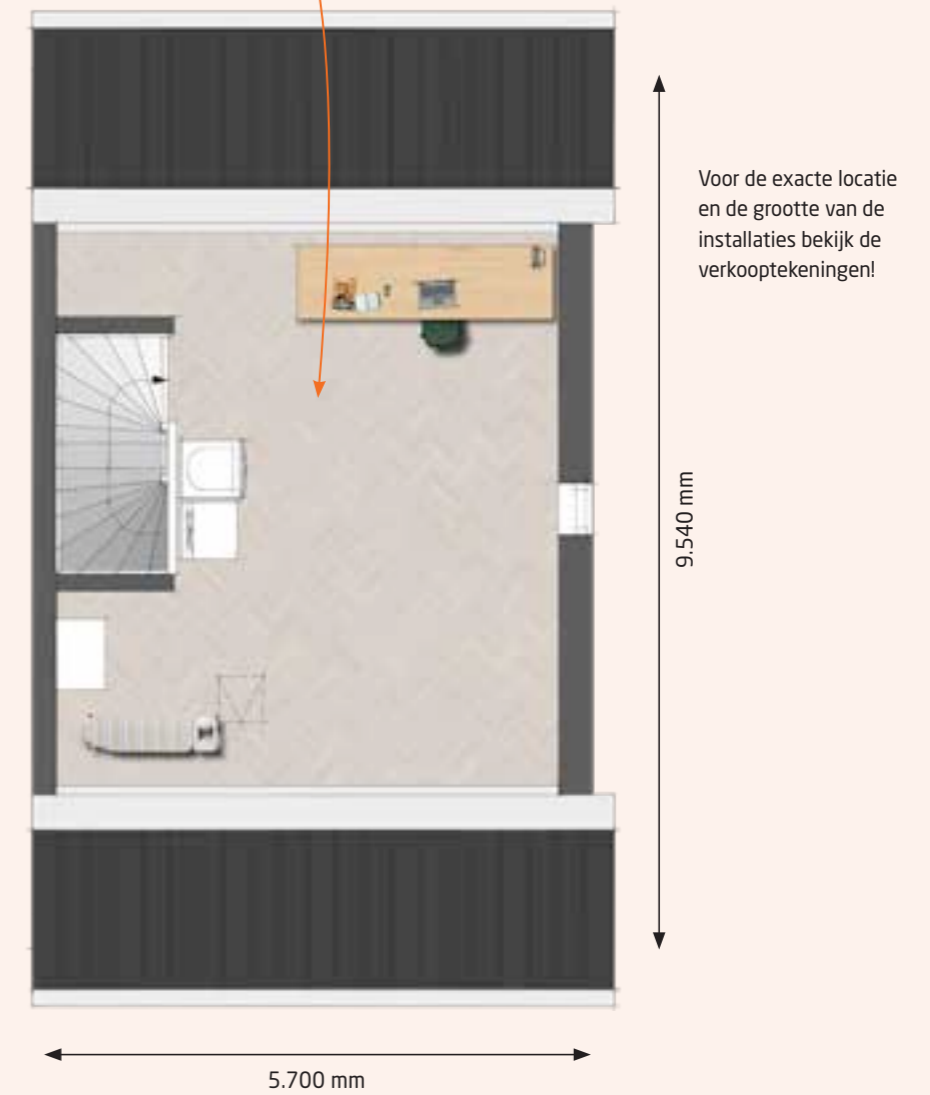 Voor de exacte locatie
en de grootte van de
installaties bekijk de
verkooptekeningen!
9.540 mm
5.700 mm